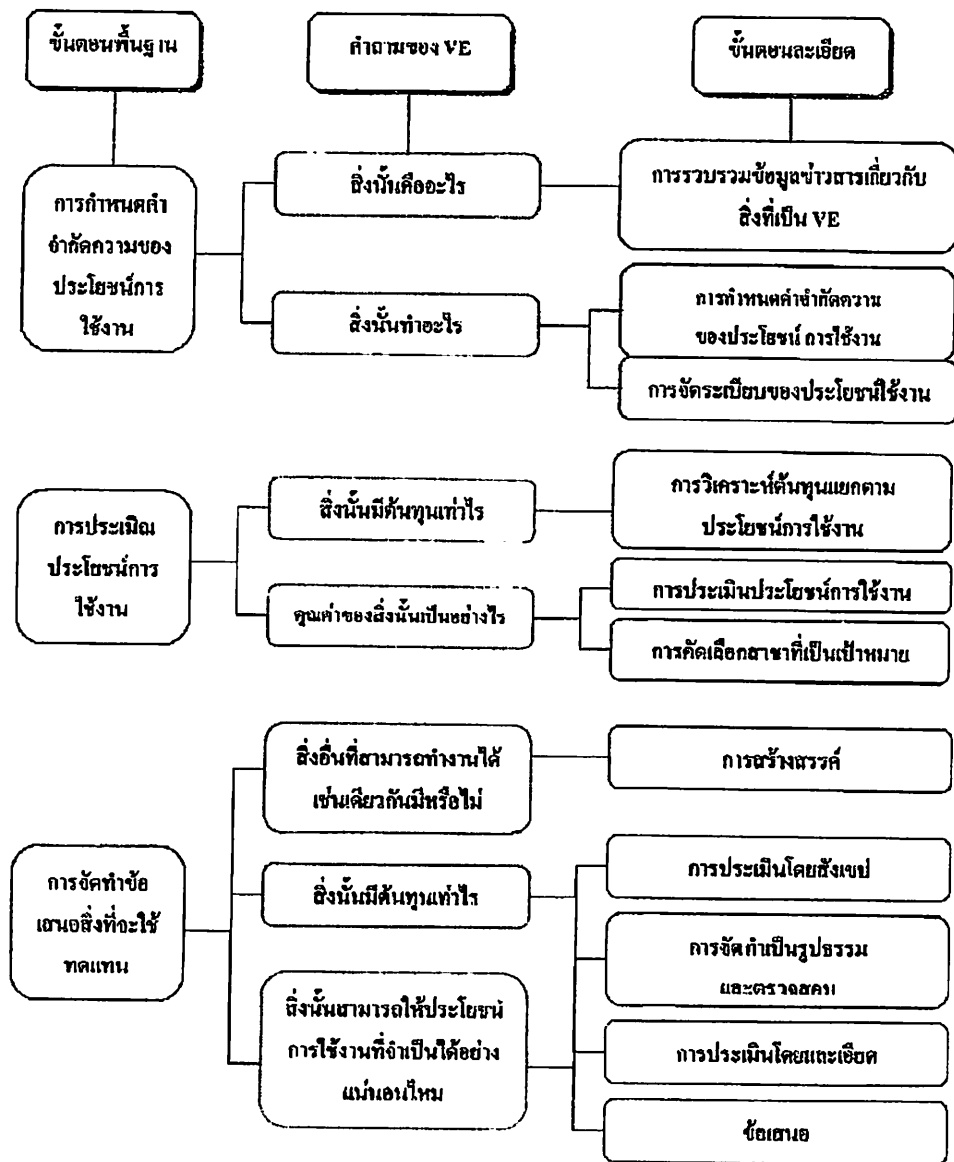 ขั้นตอนพื้นฐาน
คำถามของ VE
ขั้นตอนละเอียด
การกำหนดคำ
จำกัดความของ
ประโยชน์การ
ใช้งาน
สิ่งนั้นคืออะไร
การรวบรวมข้อมูลข่าวสารเกี่ยวกับ
สิ่งที่เป็น VE
สิ่งนั้นทำอะไร
การกำหนดคำจำกัดความ
ของประโยชน์ การใช้งาน
การจัดระเบียบของประโยชน์ใช้งาน
การประเมิณ
ประโยชน์การ
ใช้งาน
สิ่งนั้นมีต้นทุนเท่าไร
การวิเคราะห์ต้นทุนแยกตาม
ประโยชน์การใช้งาน
คุณค่าของสิ่งนั้นเป็นอย่างไร
การประเมินประโยชน์การใช้งาน
การคัดเลือกสาขาที่เป็นเป้าหมาย
การจัดทำข้อ
เสนอสิ่งที่จะใช้
ทดแทน
สิ่งอื่นที่สามารถทำงานได้
เช่นเดียวกันมีหรือไม่
การสร้างสรรค์
สิ่งนั้นมีต้นทุนเท่าไร
การประเมินโดยสังเขป
การจัดทำเป็นรูปธรรม
และตรวจสอบ
สิ่งนั้นสามารถให้ประโยชน์
การใช้งานที่จำเป็นได้อย่าง
แน่นอนไหม
การประเมินโดยละเอียด
ข้อเสนอ